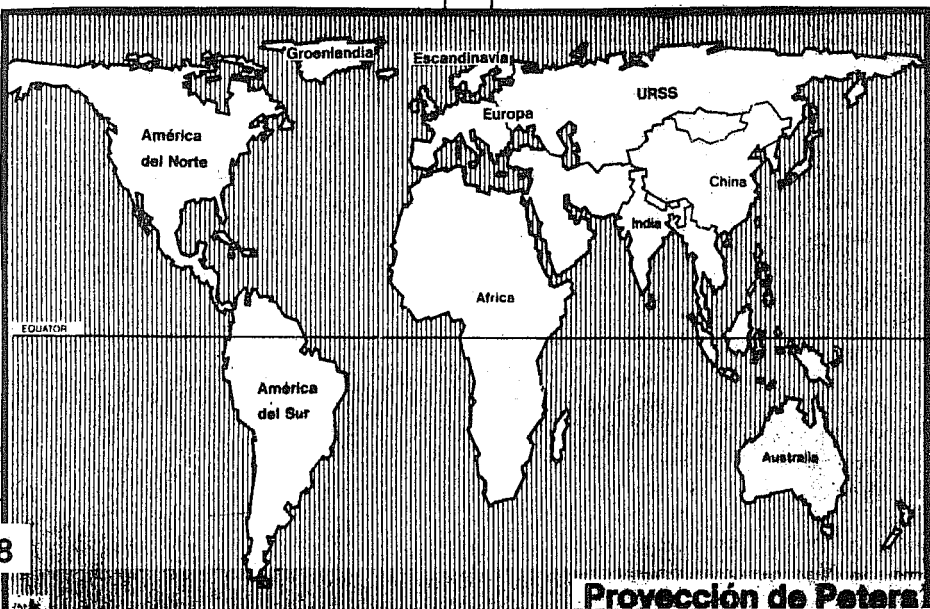 Groenlandia
Escandinavia
URSS
Europa
América
del Norte
China
India
Africa
EQUATOR
América
del Sur
Australia
8
Proyección de Peters